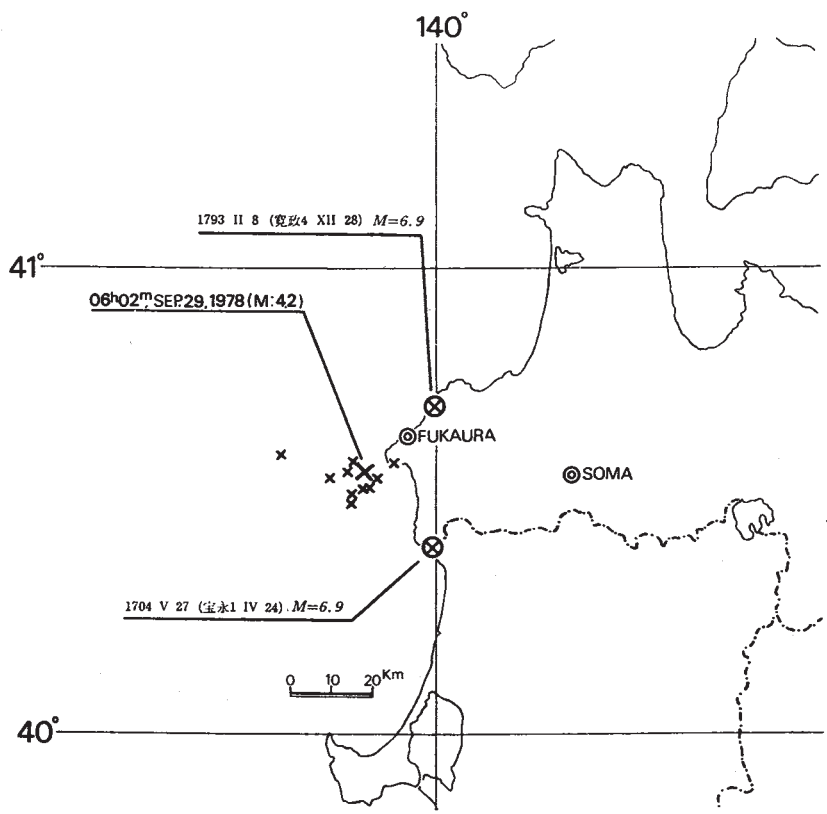 140°
1793 II 8 (寛政4 XII 28) M=6.9
41°
06h02m, SEP.29,1978(M:4.2)
FUKAURA
SOMA
1704 V 27 (宝永1 IV 24). M=6.9
0 10 20 Km
40°